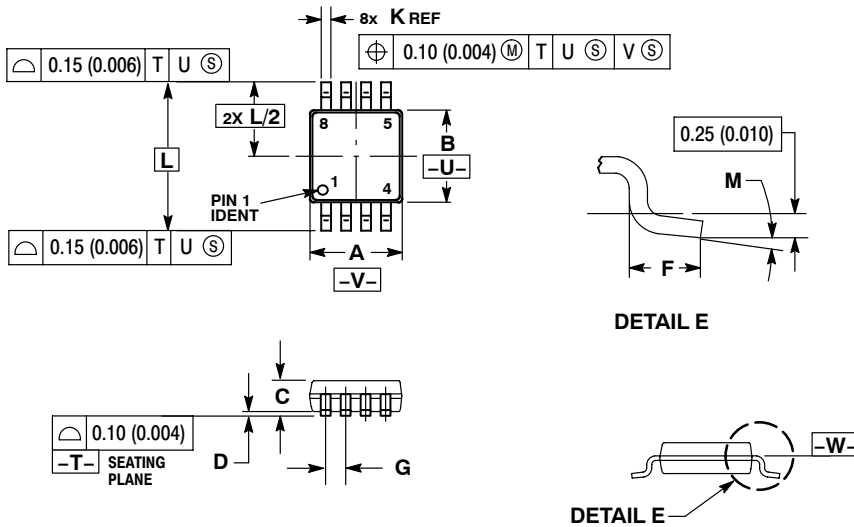 8x K REF
0.15 (0.006) T U Ⓢ
0.10 (0.004) Ⓜ T U Ⓢ V Ⓢ
2X L/2
8 5
B
–U–
L
PIN 1
IDENT
1
4
0.15 (0.006) T U Ⓢ
A
–V–
0.25 (0.010)
M
F
DETAIL E
C
0.10 (0.004)
–T– SEATING
PLANE
D
G
–W–
DETAIL E